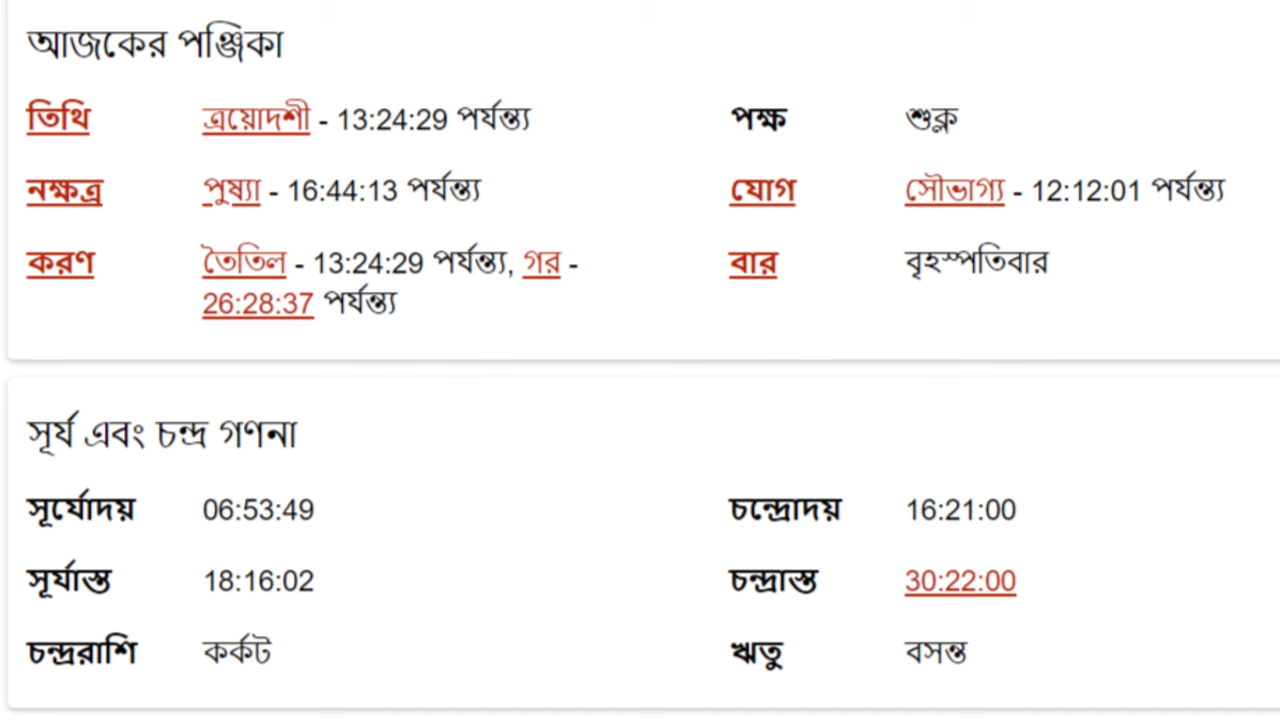 আজকের পঞ্জিকা
তিথি ত্রয়োদশী - 13:24:29 পর্যন্ত্য পক্ষ শুক্ল
নক্ষত্র পুষ্যা - 16:44:13 পর্যন্ত্য যোগ সৌভাগ্য - 12:12:01 পর্যন্ত্য
করণ তৈতিল - 13:24:29 পর্যন্ত্য, গর - বার বৃহস্পতিবার
26:28:37 পর্যন্ত্য
সূর্য এবং চন্দ্র গণনা
সূর্যোদয় 06:53:49 চন্দ্রোদয় 16:21:00
সূর্যাস্ত 18:16:02 চন্দ্রাস্ত 30:22:00
চন্দ্ররাশি কর্কট ঋতু বসন্ত